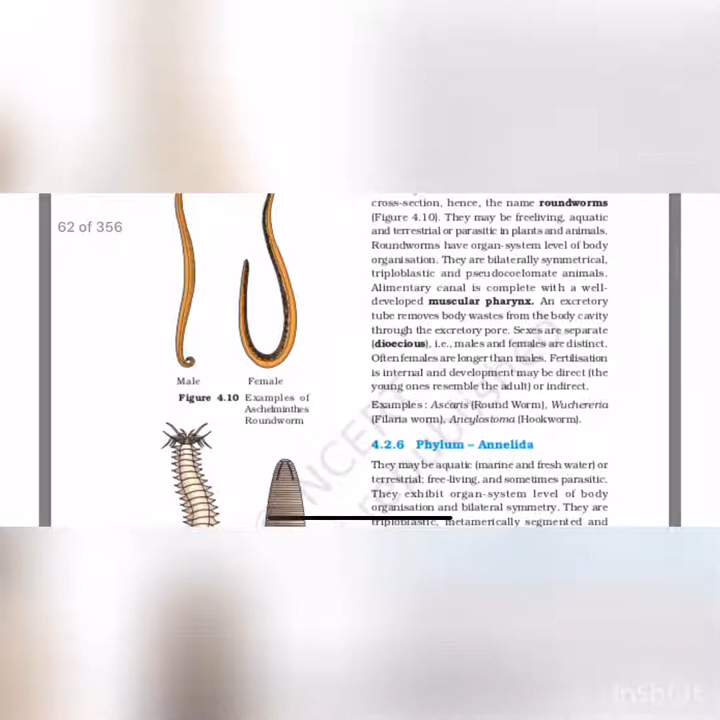 62 of 356
Male Female
Figure 4.10 Examples of
Aschelminthes
Roundworm
cross-section, hence, the name roundworms
(Figure 4.10). They may be freeliving, aquatic
and terrestrial or parasitic in plants and animals.
Roundworms have organ-system level of body
organisation. They are bilaterally symmetrical,
triploblastic and pseudocoelomate animals.
Alimentary canal is complete with a well-
developed muscular pharynx. An excretory
tube removes body wastes from the body cavity
through the excretory pore. Sexes are separate
(dioecious), i.e., males and females are distinct.
Often females are longer than males. Fertilisation
is internal and development may be direct (the
young ones resemble the adult) or indirect.
Examples : Ascaris (Round Worm), Wuchereria
(Filaria worm), Ancylostoma (Hookworm).
4.2.6 Phylum – Annelida
They may be aquatic (marine and fresh water) or
terrestrial; free-living, and sometimes parasitic.
They exhibit organ-system level of body
organisation and bilateral symmetry. They are
triploblastic, metamerically segmented and
InShot